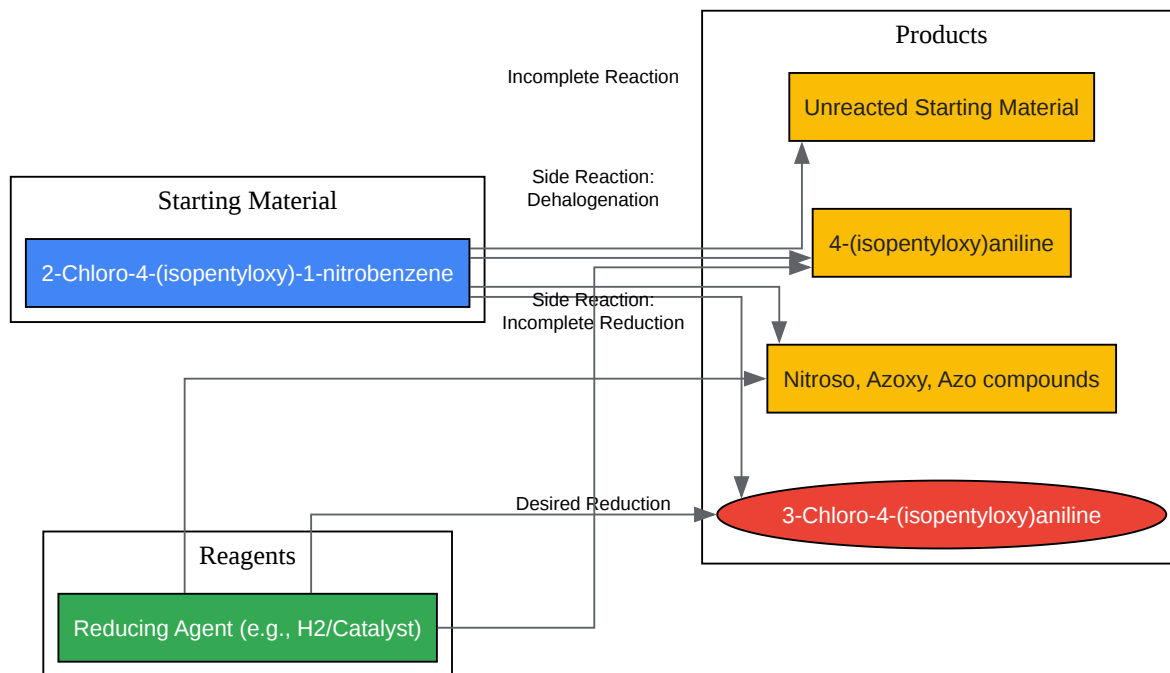 Products
Incomplete Reaction
Unreacted Starting Material
Side Reaction:
Dehalogenation
Starting Material
4-(isopentyloxy)aniline
2-Chloro-4-(isopentyloxy)-1-nitrobenzene
Side Reaction:
Incomplete Reduction
Nitroso, Azoxy, Azo compounds
Desired Reduction
3-Chloro-4-(isopentyloxy)aniline
Reagents
Reducing Agent (e.g., H2/Catalyst)